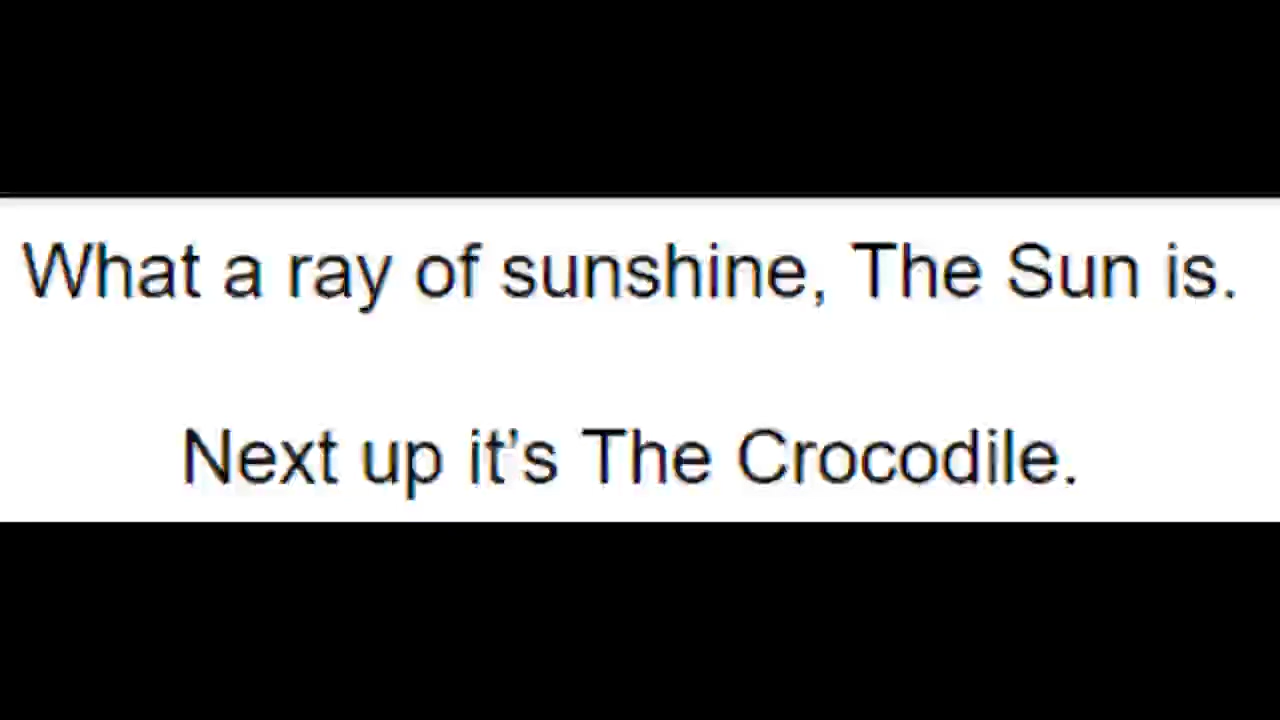 What a ray of sunshine, The Sun is.
Next up it's The Crocodile.